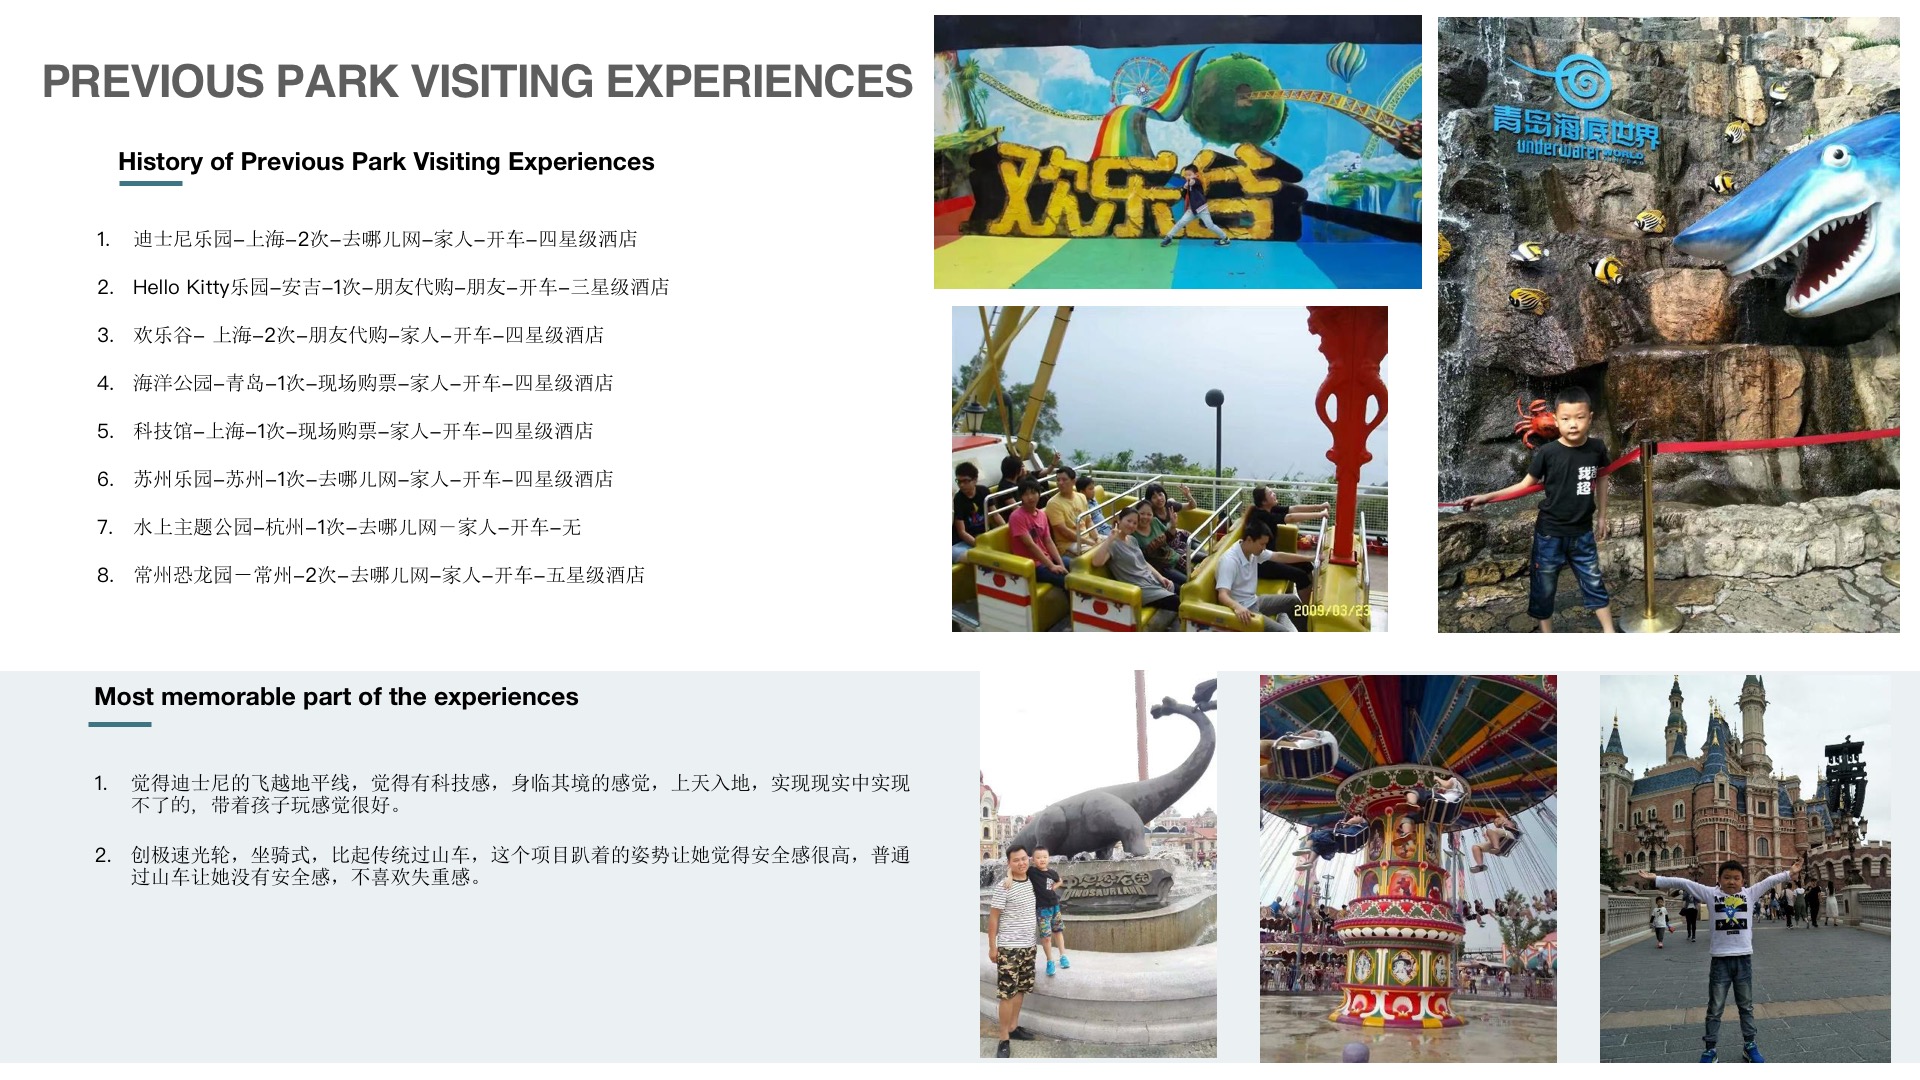 PREVIOUS PARK VISITING EXPERIENCES
History of Previous Park Visiting Experiences
1. 迪士尼乐园–上海–2次–去哪儿网–家人–开车–四星级酒店
2. Hello Kitty乐园–安吉–1次–朋友代购–朋友–开车–三星级酒店
3. 欢乐谷– 上海–2次–朋友代购–家人–开车–四星级酒店
4. 海洋公园–青岛–1次–现场购票–家人–开车–四星级酒店
5. 科技馆–上海–1次–现场购票–家人–开车–四星级酒店
6. 苏州乐园–苏州–1次–去哪儿网–家人–开车–四星级酒店
7. 水上主题公园–杭州–1次–去哪儿网－家人–开车–无
8. 常州恐龙园－常州–2次–去哪儿网–家人–开车–五星级酒店
欢乐谷
2009/03/23
青岛海底世界
underwater WORLD
我
超
Most memorable part of the experiences
1. 觉得迪士尼的飞越地平线，觉得有科技感，身临其境的感觉，上天入地，实现现实中实现
不了的，带着孩子玩感觉很好。
2. 创极速光轮，坐骑式，比起传统过山车，这个项目趴着的姿势让她觉得安全感很高，普通
过山车让她没有安全感，不喜欢失重感。
DINOSAURLAND